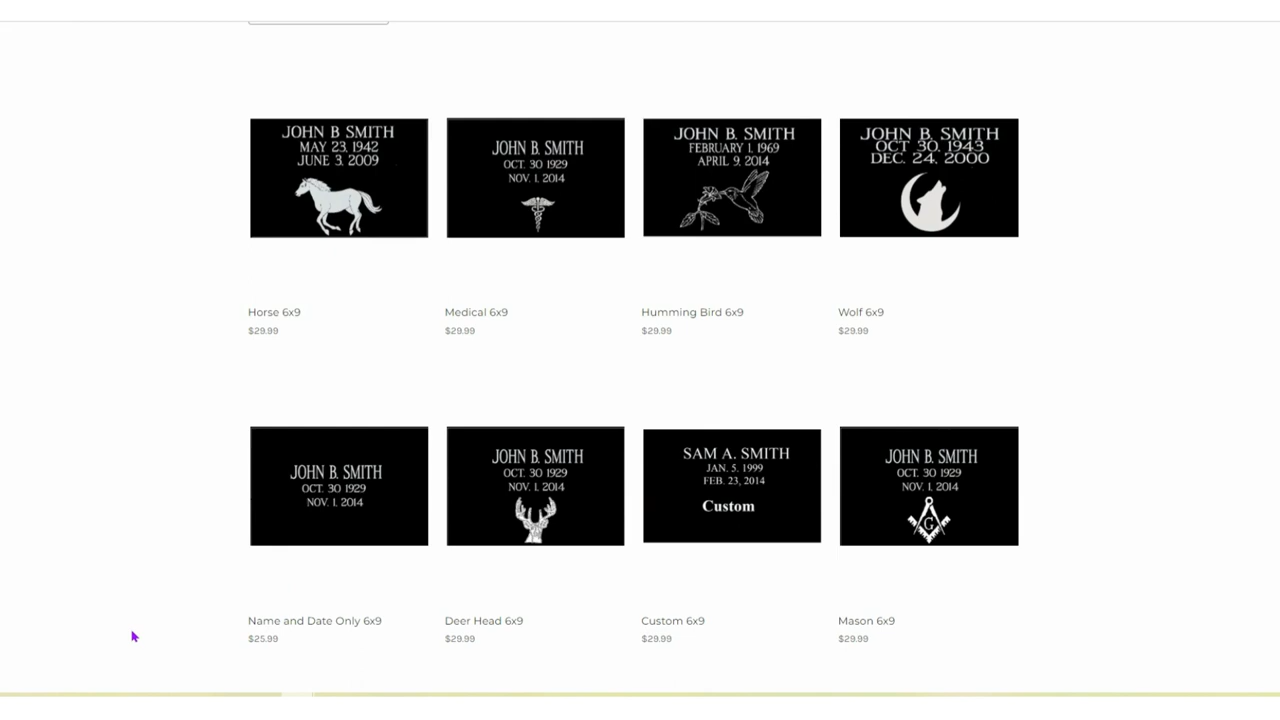 JOHN B SMITH
MAY 23, 1942
JUNE 3, 2009
JOHN B. SMITH
OCT. 30 1929
NOV. 1, 2014
JOHN B. SMITH
FEBRUARY 1, 1969
APRIL 9, 2014
JOHN B. SMITH
OCT 30, 1943
DEC. 24, 2000
Horse 6x9
$29.99
Medical 6x9
$29.99
Humming Bird 6x9
$29.99
Wolf 6x9
$29.99
JOHN B. SMITH
OCT. 30 1929
NOV. 1, 2014
JOHN B. SMITH
OCT. 30 1929
NOV. 1, 2014
SAM A. SMITH
JAN. 5. 1999
FEB. 23, 2014
Custom
JOHN B. SMITH
OCT. 30 1929
NOV. 1, 2014
G
Name and Date Only 6x9
$25.99
Deer Head 6x9
$29.99
Custom 6x9
$29.99
Mason 6x9
$29.99